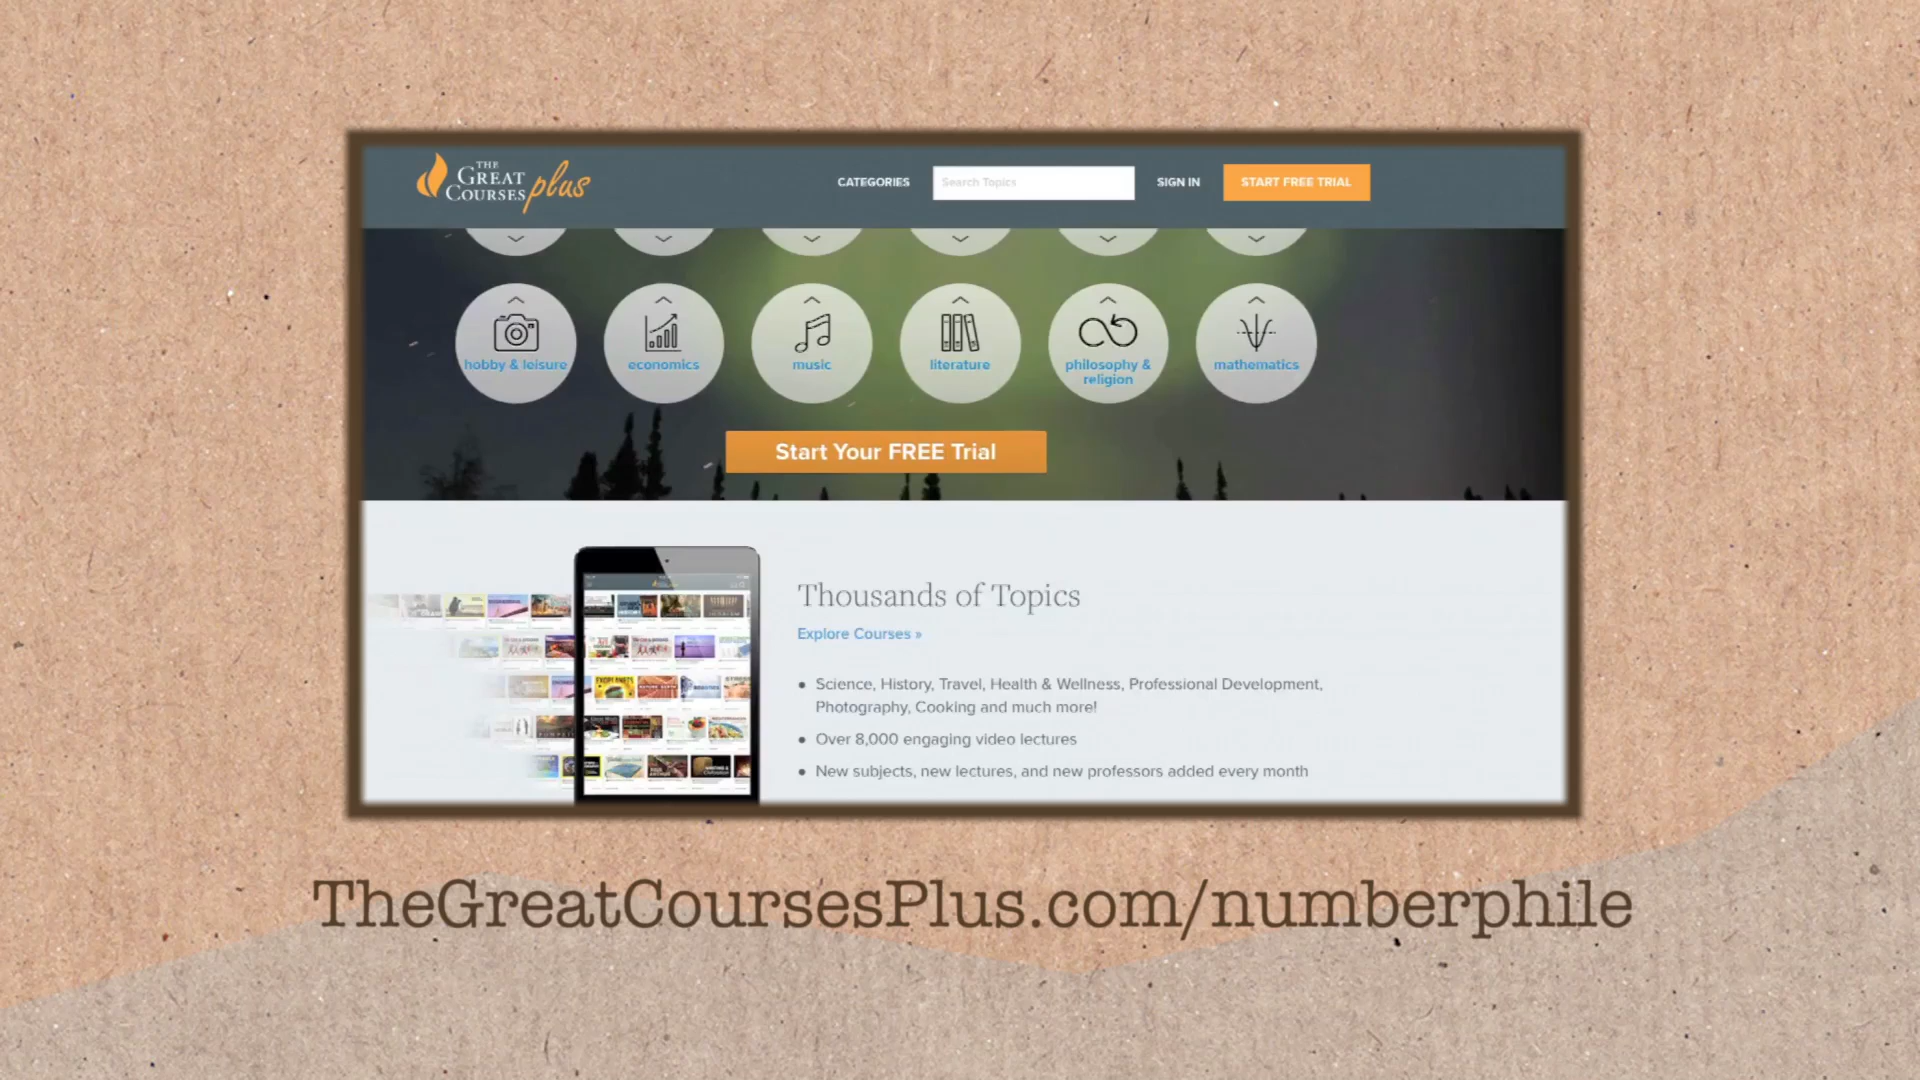 THE
GREAT
COURSES plus
CATEGORIES
Search Topics
SIGN IN
START FREE TRIAL
hobby & leisure
economics
music
literature
philosophy &
religion
mathematics
Start Your FREE Trial
Thousands of Topics
Explore Courses »
• Science, History, Travel, Health & Wellness, Professional Development,
Photography, Cooking and much more!
• Over 8,000 engaging video lectures
• New subjects, new lectures, and new professors added every month
TheGreatCoursesPlus.com/numberphile